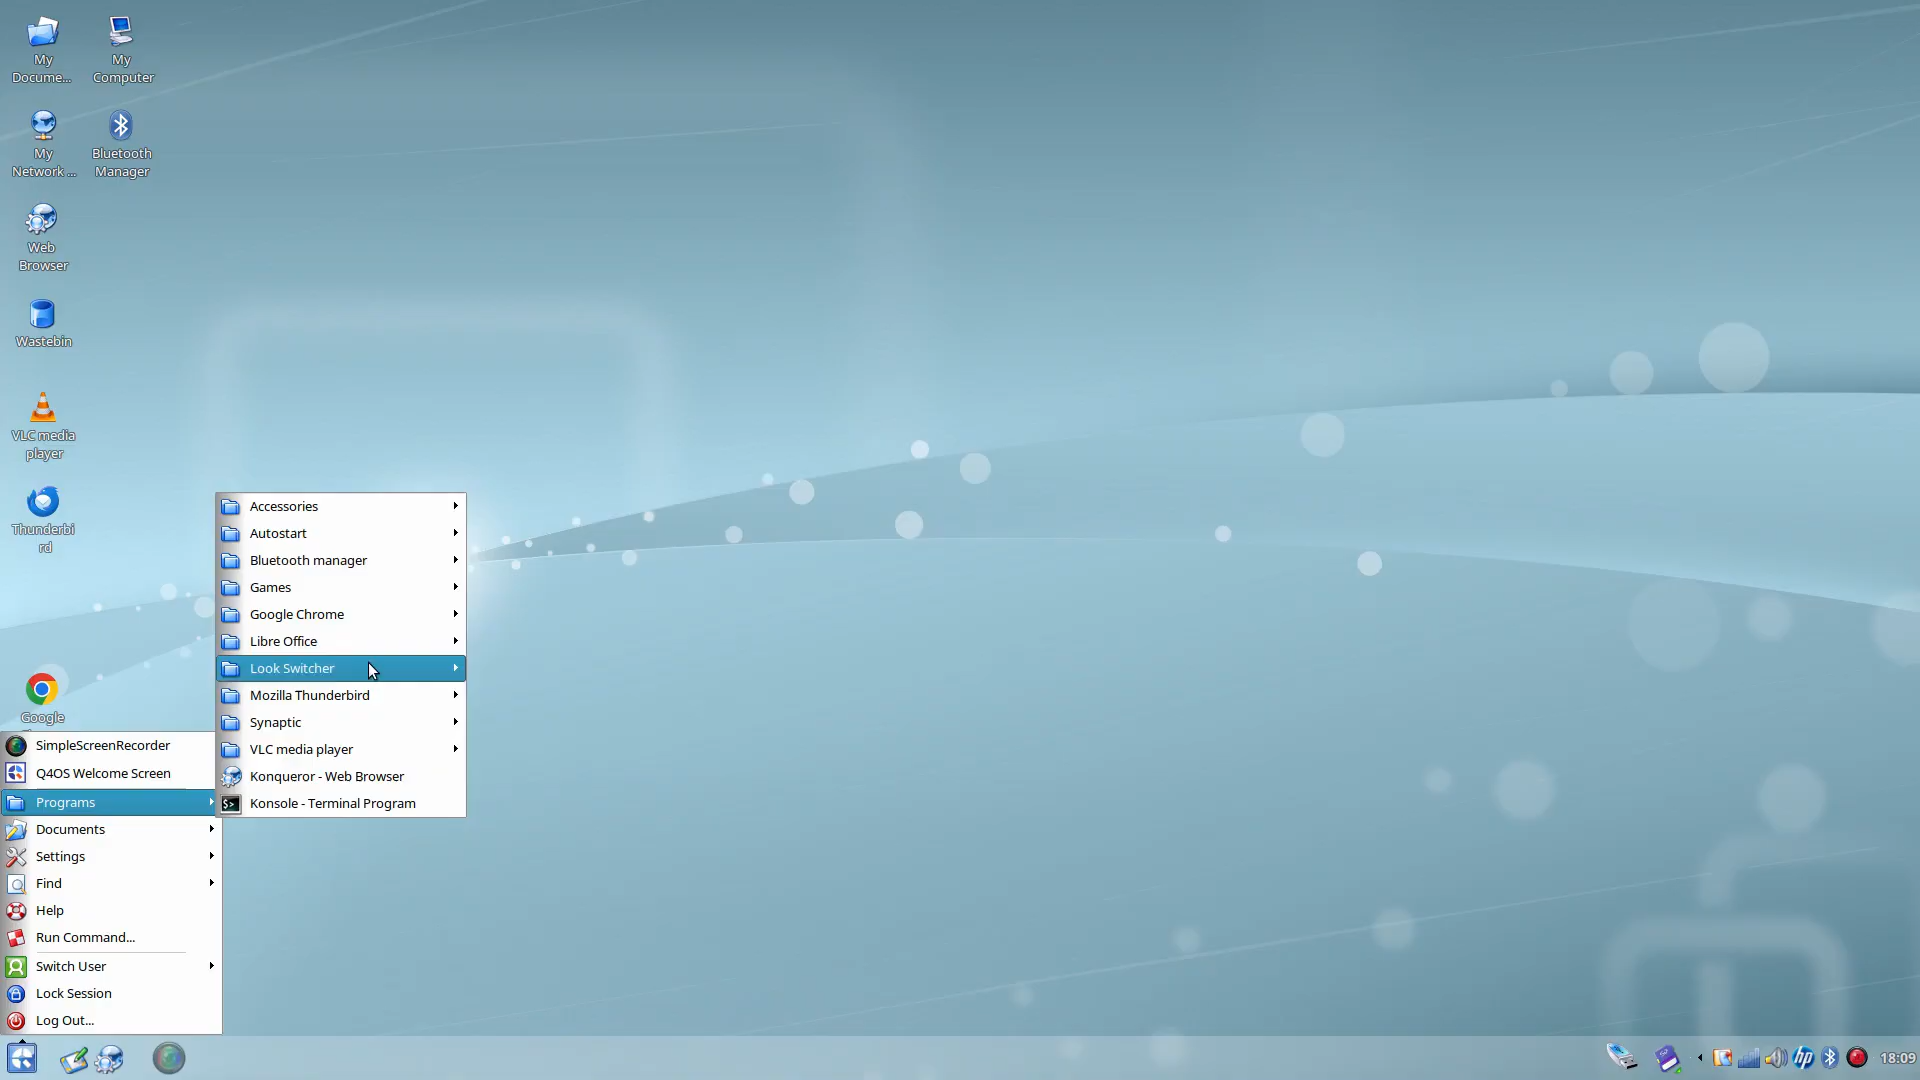 My
Docume...
My
Computer
My
Network ...
Bluetooth
Manager
Web
Browser
Wastebin
VLC media
player
Thunderbi
rd
Google
Accessories
Autostart
Bluetooth manager
Games
Google Chrome
Libre Office
Look Switcher
Mozilla Thunderbird
Synaptic
VLC media player
Konqueror - Web Browser
Konsole - Terminal Program
SimpleScreenRecorder
Q4OS Welcome Screen
Programs
Documents
Settings
Find
Help
Run Command...
Switch User
Lock Session
Log Out...
hp
18:09